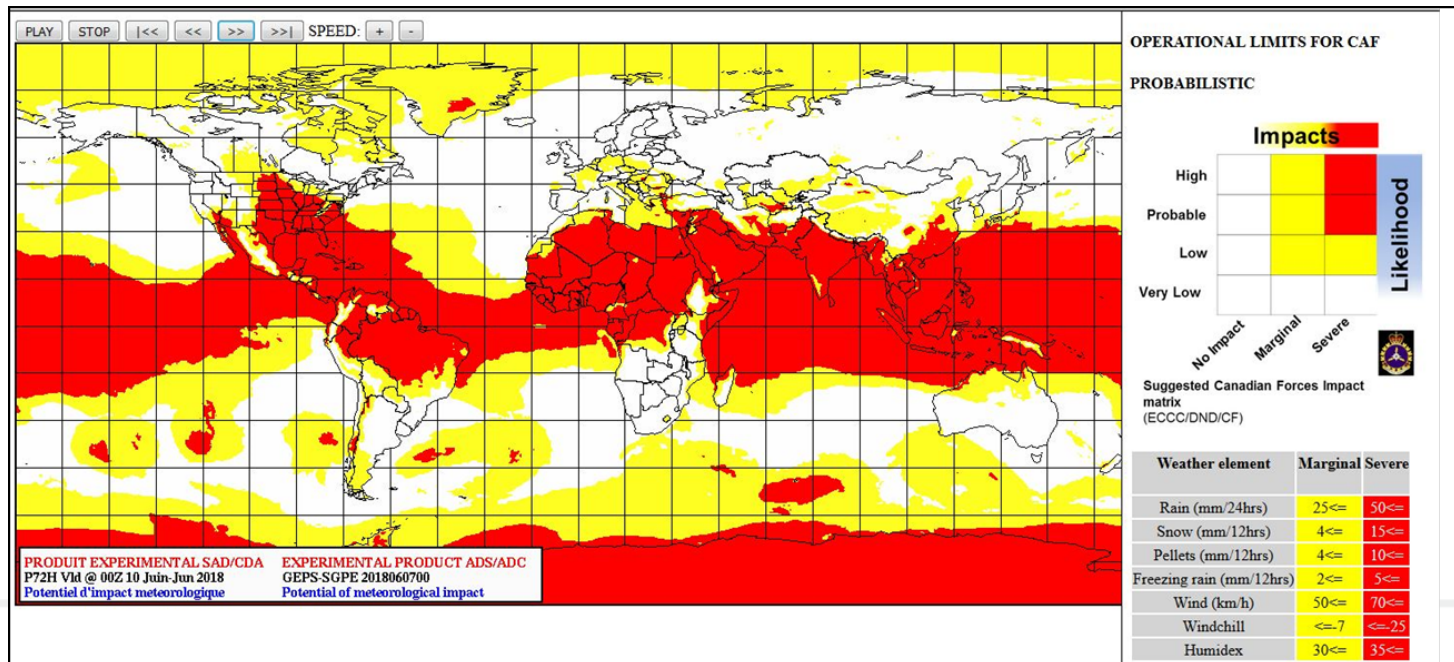 PLAY STOP |<< << >> >>| SPEED: + -
OPERATIONAL LIMITS FOR CAF
PROBABILISTIC
Impacts
High
Probable
Low
Very Low
Likelihood
No Impact
Marginal
Severe
Suggested Canadian Forces Impact
matrix
(ECCC/DND/CF)
Weather element Marginal Severe
Rain (mm/24hrs) 25<= 50<=
Snow (mm/12hrs) 4<= 15<=
Pellets (mm/12hrs) 4<= 10<=
Freezing rain (mm/12hrs) 2<= 5<=
Wind (km/h) 50<= 70<=
Windchill <=-7 <=-25
Humidex 30<= 35<=
PRODUIT EXPERIMENTAL SAD/CDA EXPERIMENTAL PRODUCT ADS/ADC
P72H Vld @ 00Z 10 Juin-Jun 2018 GEPS-SGPE 2018060700
Potentiel d'impact meteorologique Potential of meteorological impact